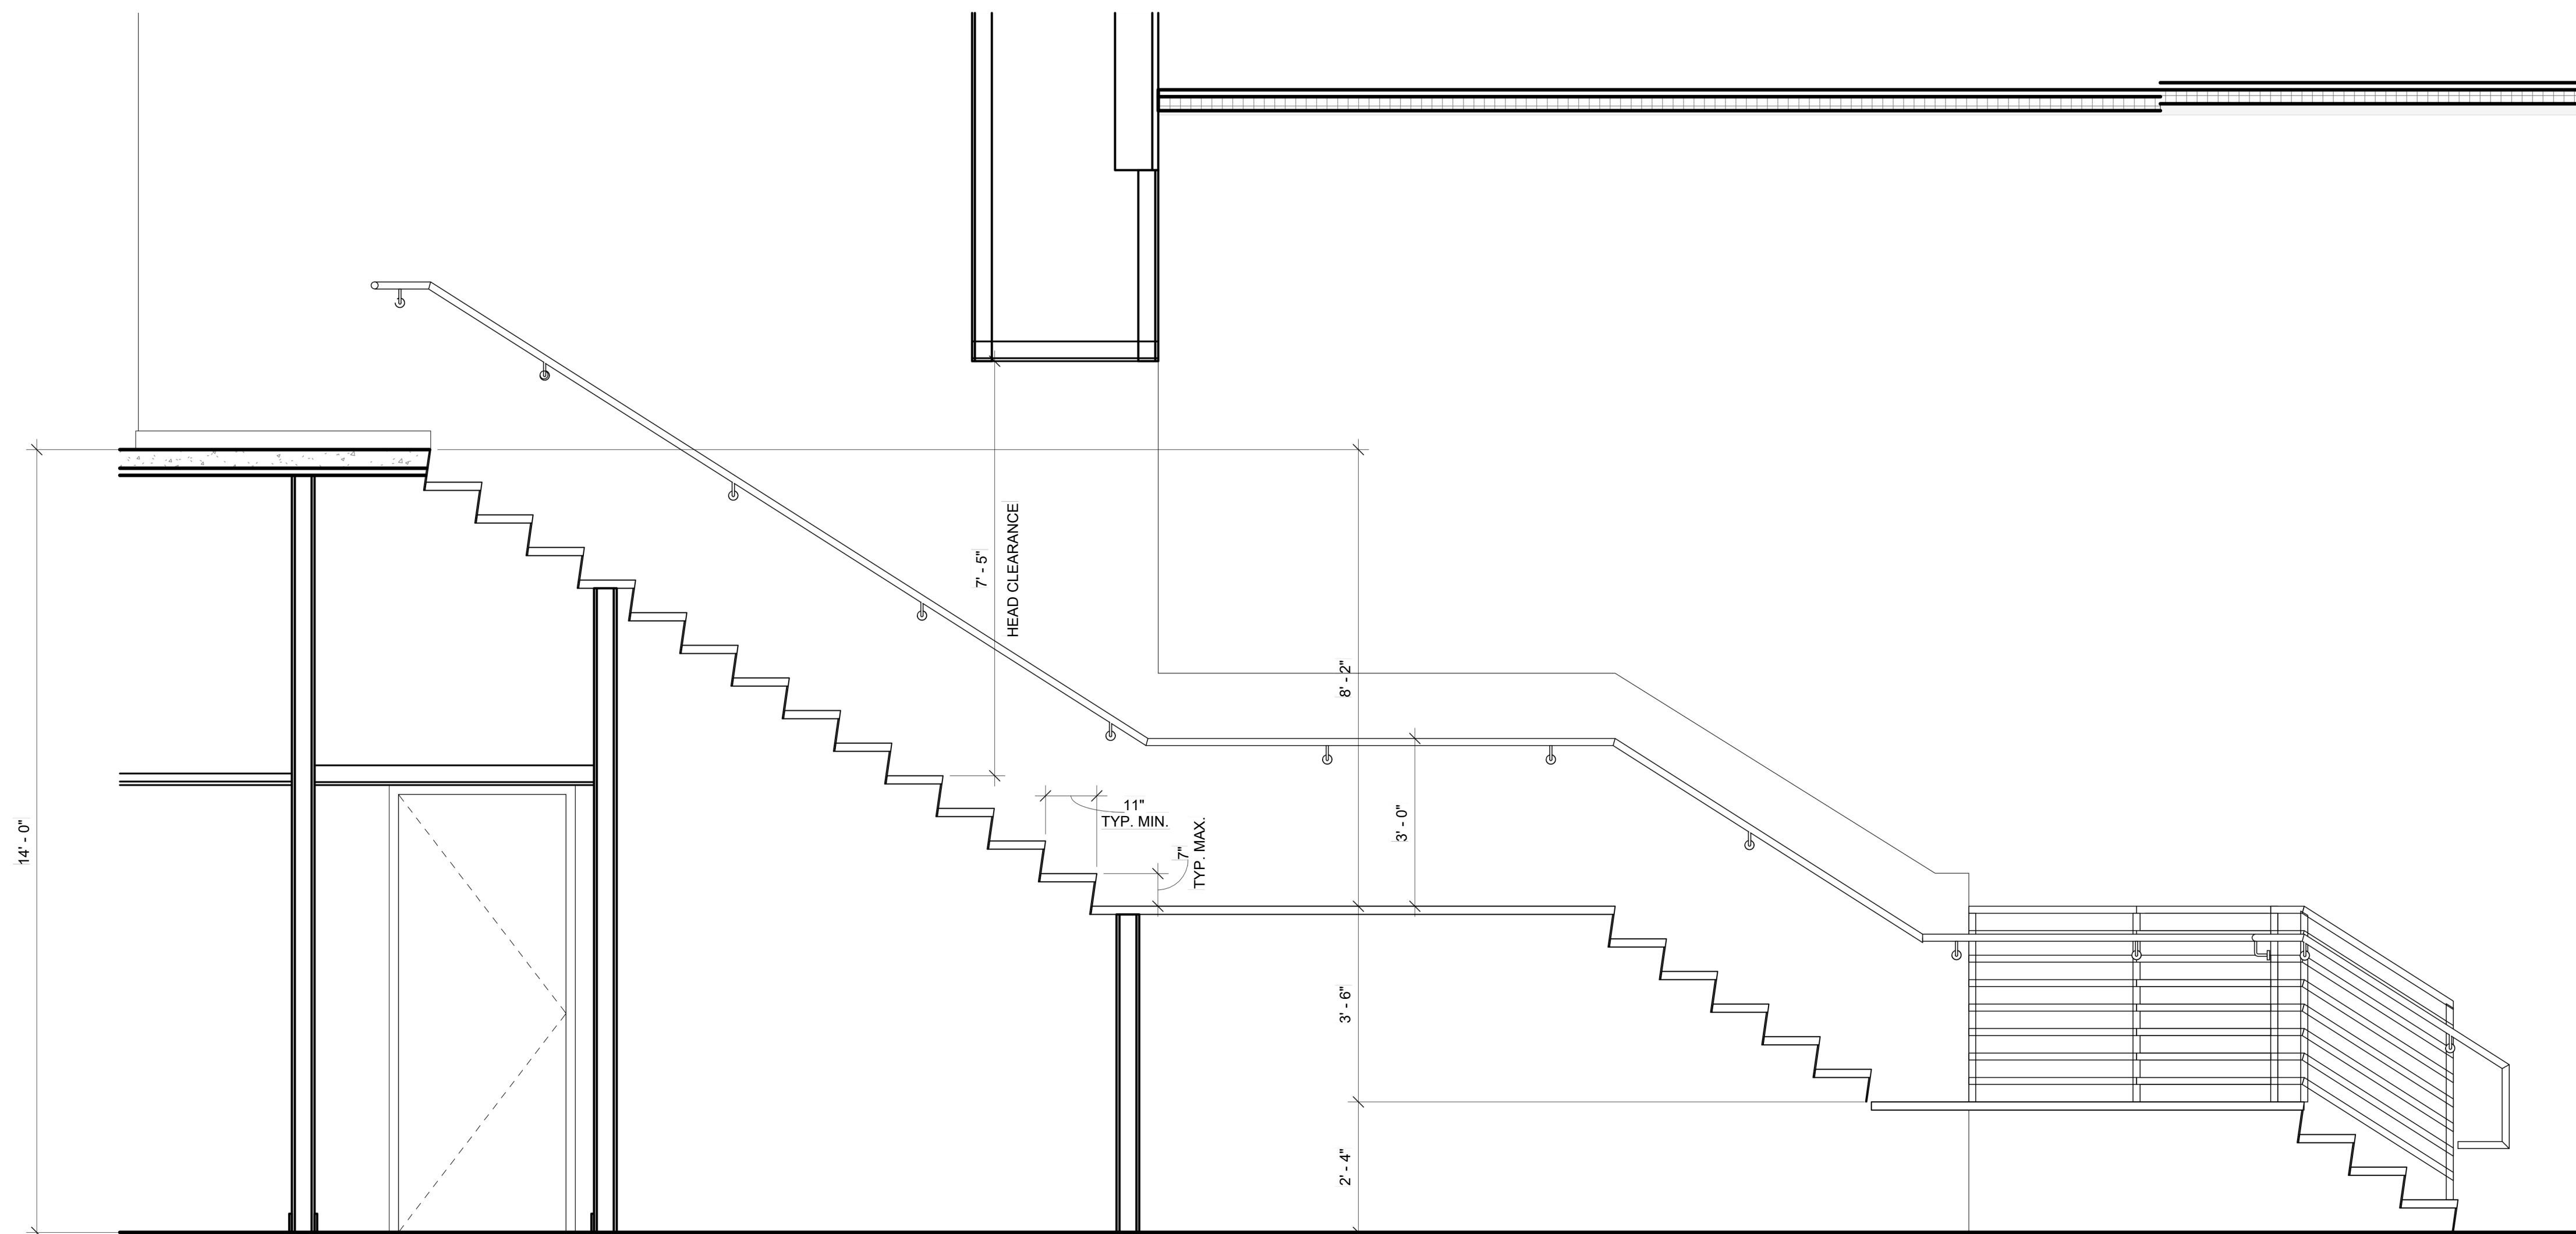 14' - 0"
7' - 5"
HEAD CLEARANCE
8' - 2"
11"
TYP. MIN.
7"
TYP. MAX.
3' - 0"
3' - 6"
2' - 4"